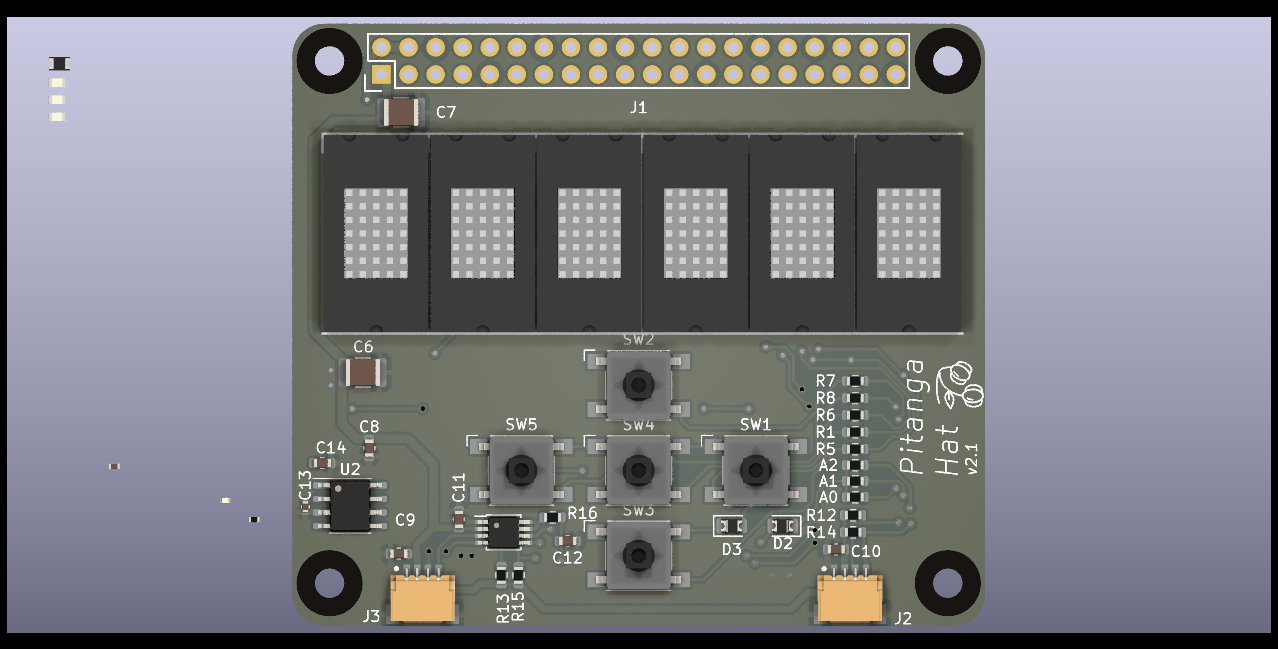 J1
C7
SW2
C6
R7
R8
R6
R1
R5
A2
A1
A0
R12
R14
Pitanga
Hat
v2.1
SW5
SW4
SW1
C8
C14
U2
C13
C9
C11
R16
C12
SW3
D3
D2
C10
R13
R15
J3
J2